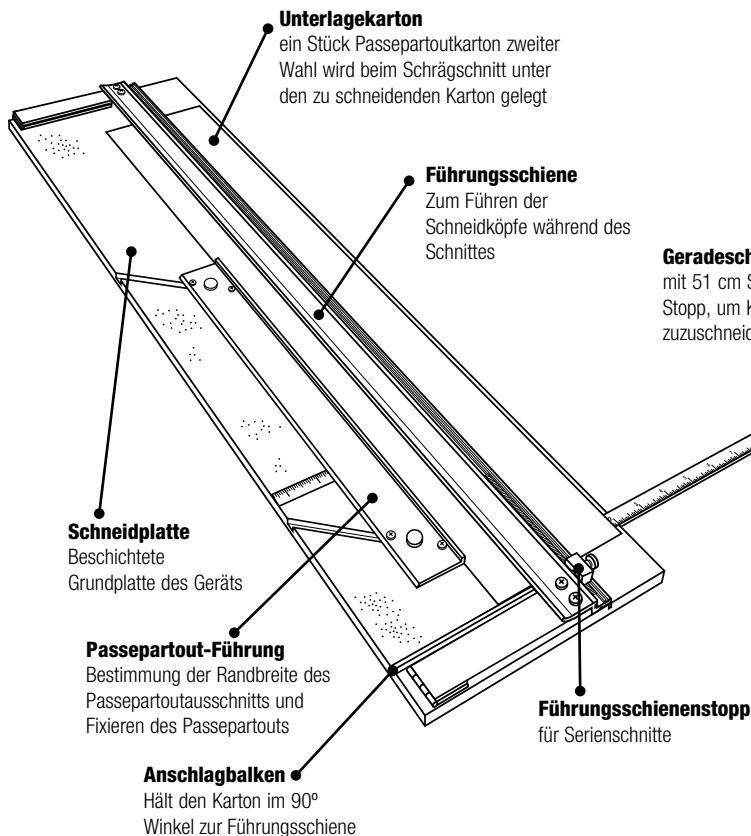 Unterlagekarton
ein Stück Passepartoutkarton zweiter
Wahl wird beim Schrägschnitt unter
den zu schneidenden Karton gelegt
Führungsschiene
Zum Führen der
Schneidköpfe während des
Schnittes
mit 51 cm
Stopp, um
Schneidplatte
Beschichtete
Grundplatte des Geräts
Passepartout-Führung
Bestimmung der Randbreite des
Passepartoutausschnitts und
Fixieren des Passepartouts
Führungsschienenstopp
für Serienschnitte
Anschlagbalken
Hält den Karton im 90º
Winkel zur Führungsschiene